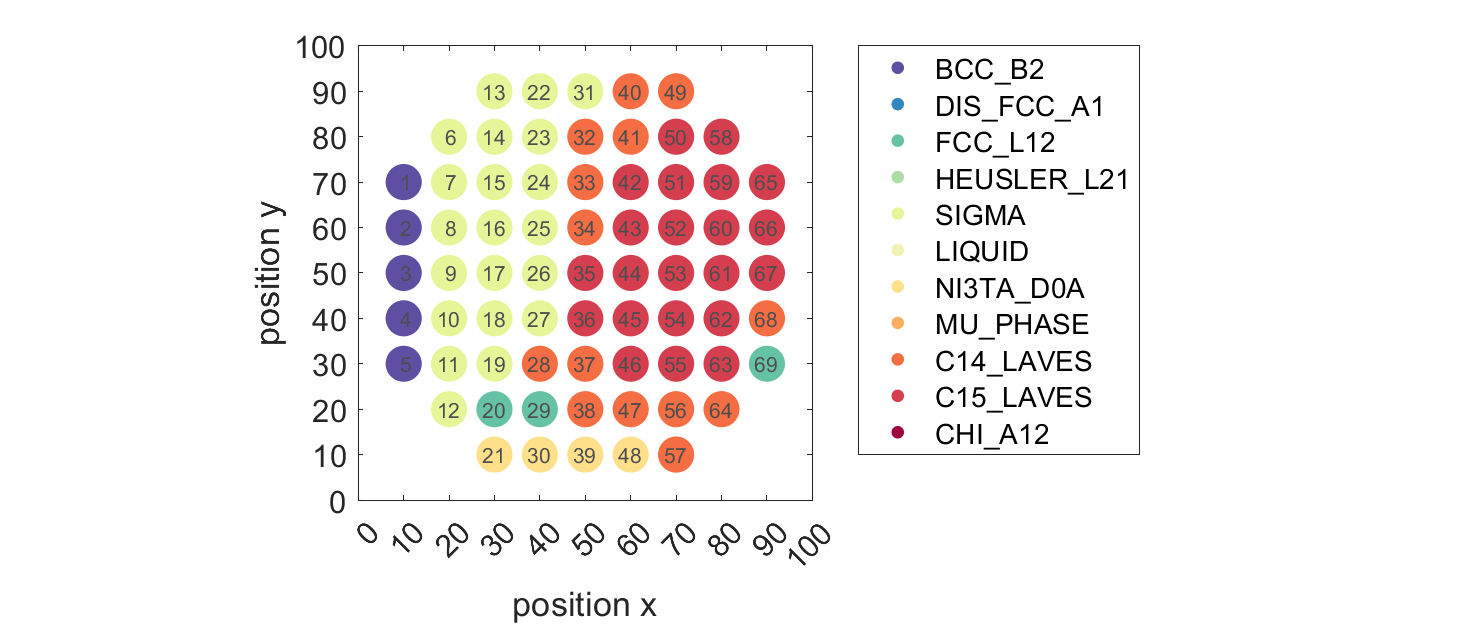 100
90
80
70
60
50
40
30
20
10
0
position y
13 22 31 40 49
6 14 23 32 41 50 58
1 7 15 24 33 42 51 59 65
2 8 16 25 34 43 52 60 66
3 9 17 26 35 44 53 61 67
4 10 18 27 36 45 54 62 68
5 11 19 28 37 46 55 63 69
12 20 29 38 47 56 64
21 30 39 48 57
0 10 20 30 40 50 60 70 80 90 100
position x
BCC_B2
DIS_FCC_A1
FCC_L12
HEUSLER_L21
SIGMA
LIQUID
NI3TA_D0A
MU_PHASE
C14_LAVES
C15_LAVES
CHI_A12